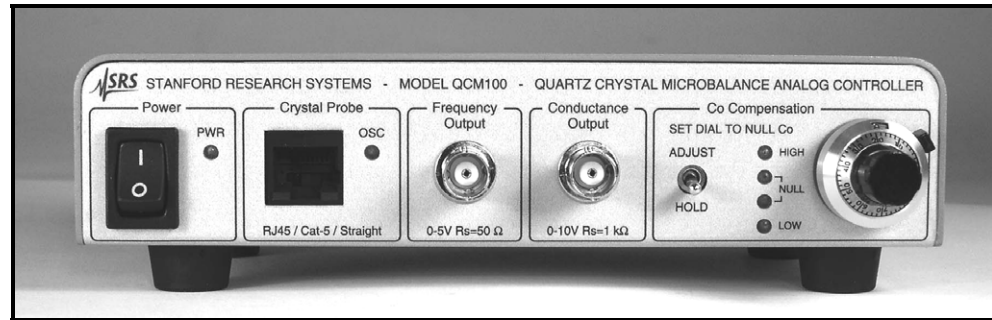 SRS STANFORD RESEARCH SYSTEMS - MODEL QCM100 - QUARTZ CRYSTAL MICROBALANCE ANALOG CONTROLLER
Power
PWR
I
O
Crystal Probe
OSC
RJ45 / Cat-5 / Straight
Frequency
Output
0-5V Rs=50 Ω
Conductance
Output
0-10V Rs=1 kΩ
Co Compensation
SET DIAL TO NULL Co
ADJUST
HOLD
HIGH
NULL
LOW